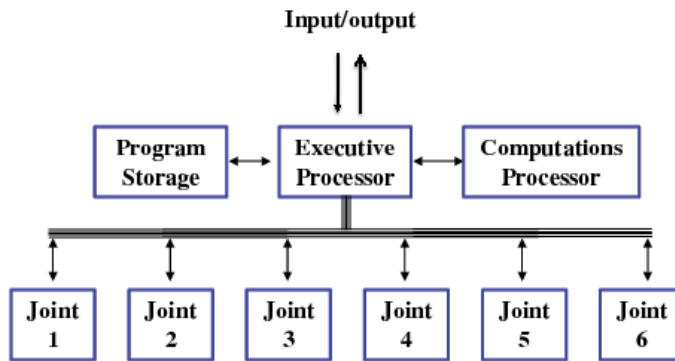 Input/output
Program
Storage
Executive
Processor
Computations
Processor
Joint
1
Joint
2
Joint
3
Joint
4
Joint
5
Joint
6